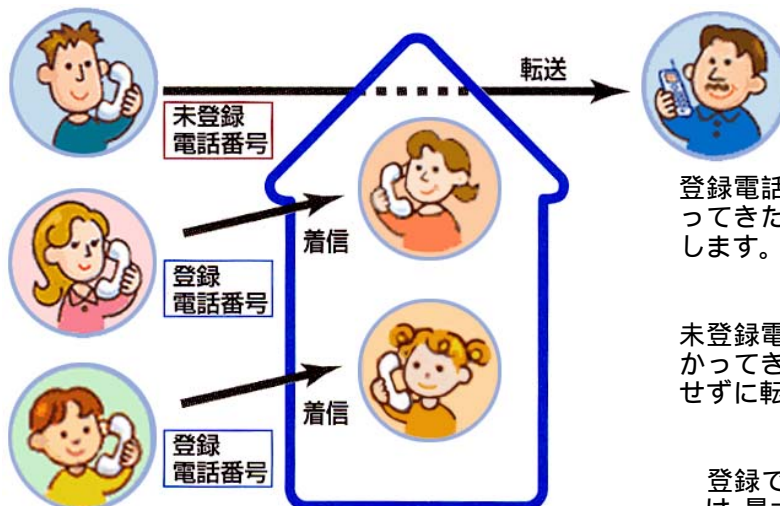 転送
未登録
電話番号
着信
登録
電話番号
着信
登録
電話番号
登録電話
ってきた
します。
未登録電
かってき
せずに転
登録で